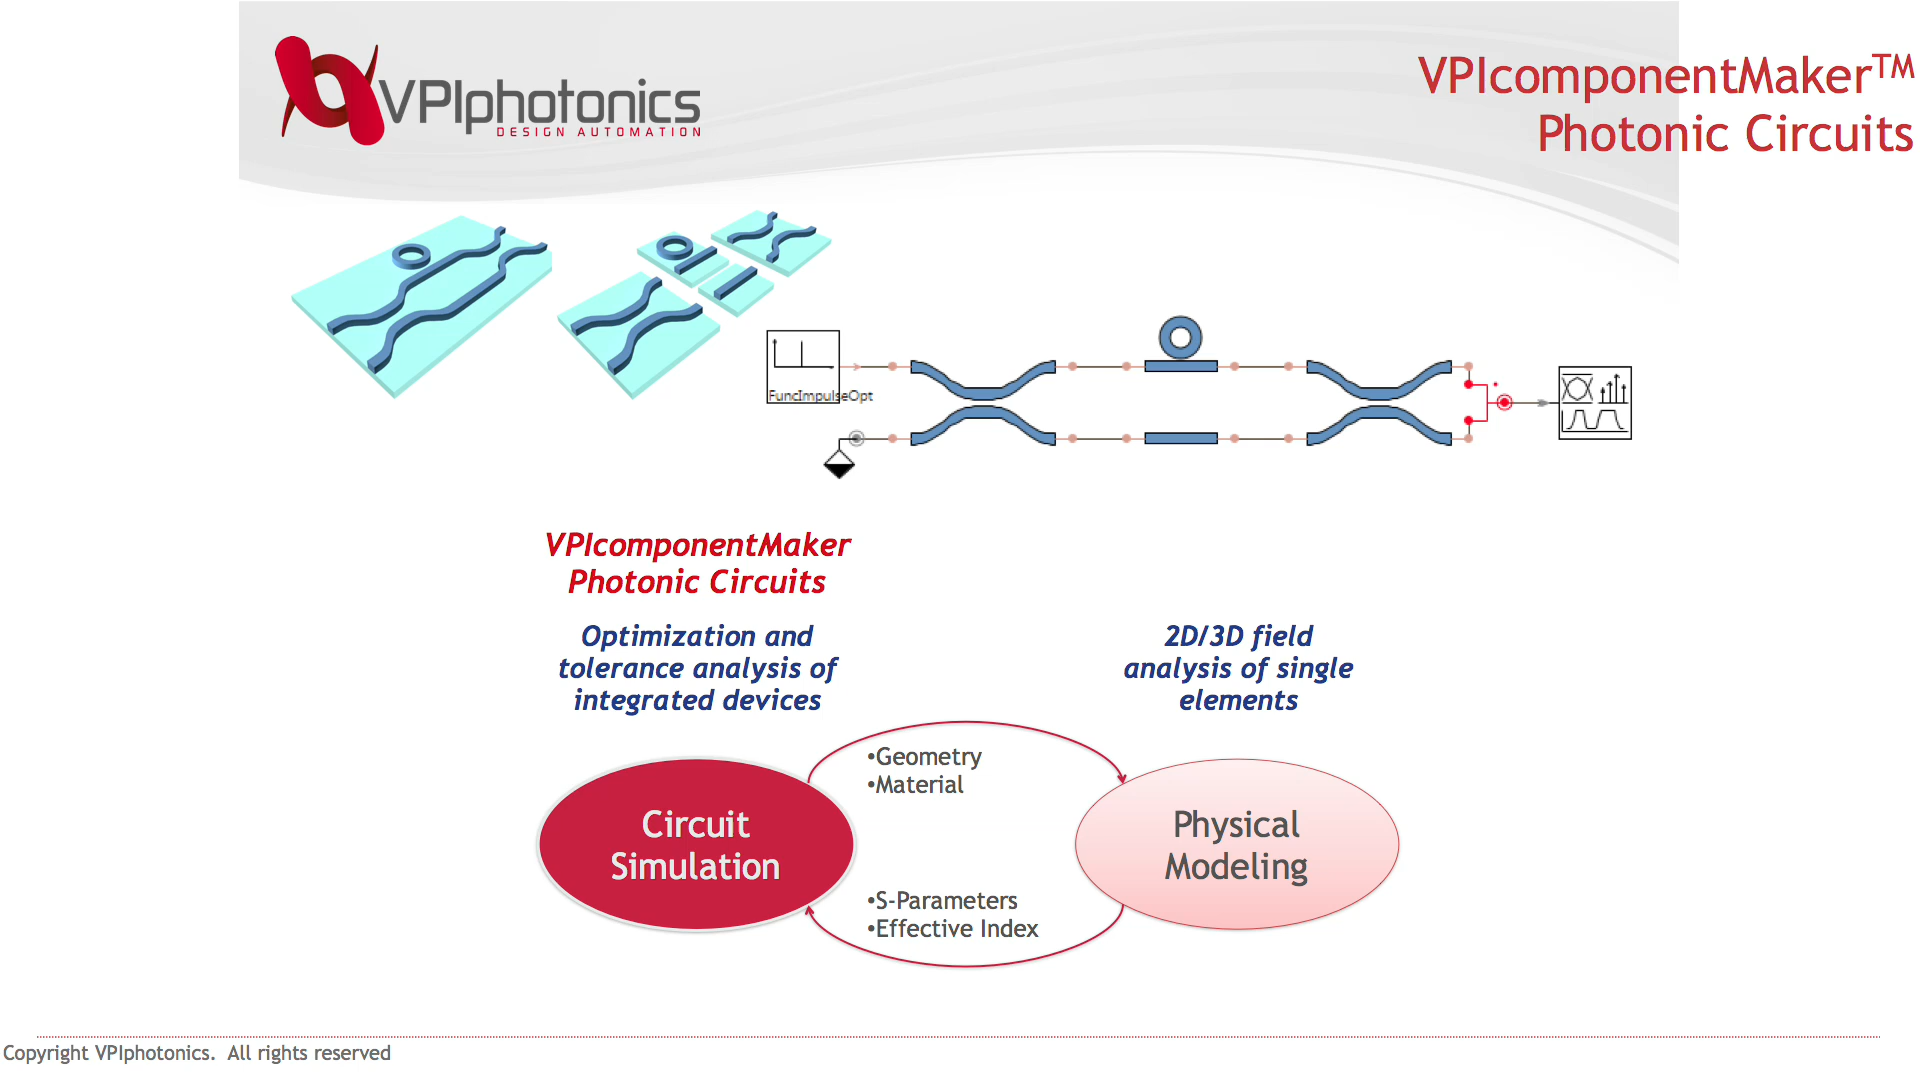 VPIphotonics
DESIGN AUTOMATION
VPIcomponentMaker™
Photonic Circuits
FuncImpulseOpt
VPIcomponentMaker
Photonic Circuits
Optimization and
tolerance analysis of
integrated devices
2D/3D field
analysis of single
elements
•Geometry
•Material
Circuit
Simulation
Physical
Modeling
•S-Parameters
•Effective Index
Copyright VPIphotonics.  All rights reserved